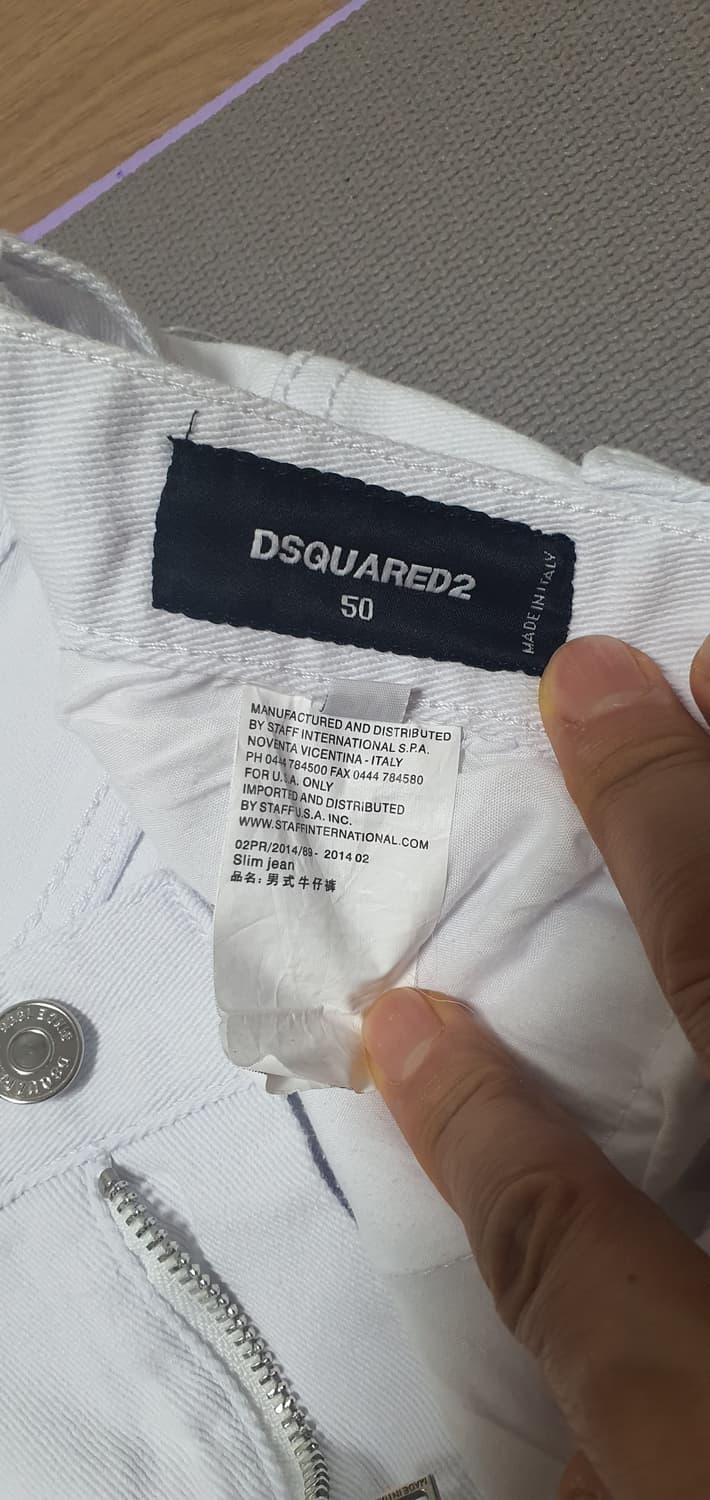 DSQUARED2
50
MADE IN ITALY
MANUFACTURED AND DISTRIBUTED
BY STAFF INTERNATIONAL S.P.A.
NOVENTA VICENTINA - ITALY
PH 0444 784500 FAX 0444 784580
FOR U.S.A. ONLY
IMPORTED AND DISTRIBUTED
BY STAFF U.S.A. INC.
WWW.STAFFINTERNATIONAL.COM
02PR/2014/89- 2014 02
Slim jean
品名: 男式牛仔裤